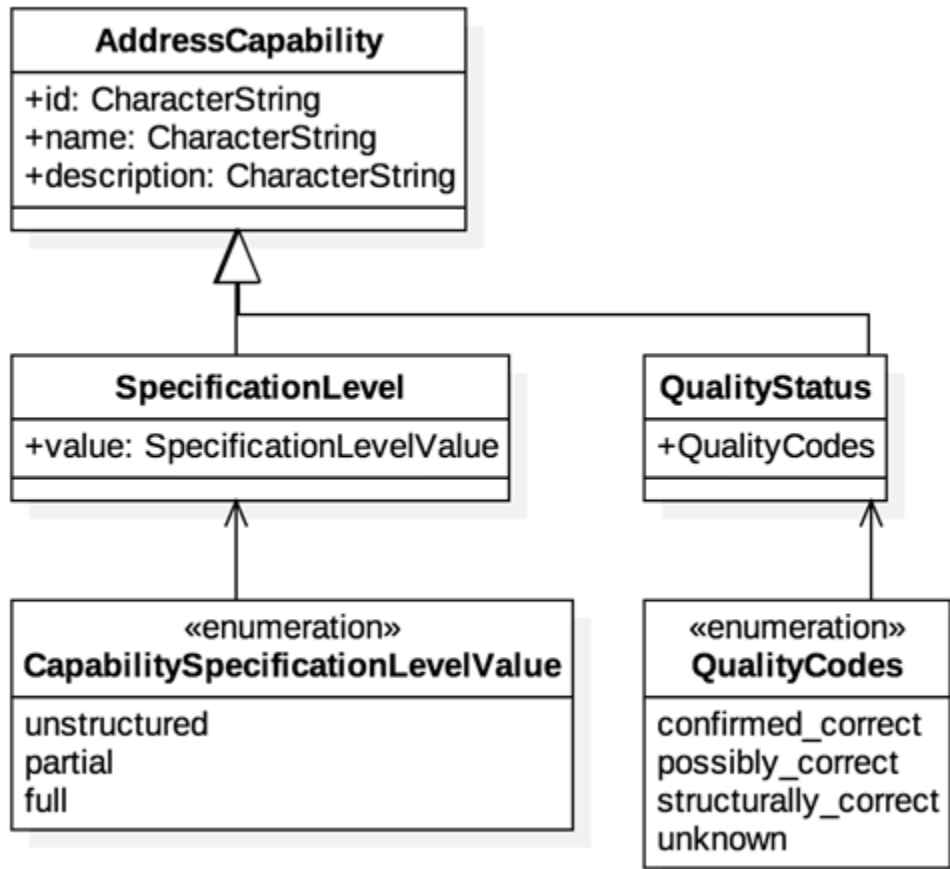 AddressCapability
+id: CharacterString
+name: CharacterString
+description: CharacterString
SpecificationLevel
+value: SpecificationLevelValue
QualityStatus
+QualityCodes
«enumeration»
CapabilitySpecificationLevelValue
unstructured
partial
full
«enumeration»
QualityCodes
confirmed_correct
possibly_correct
structurally_correct
unknown